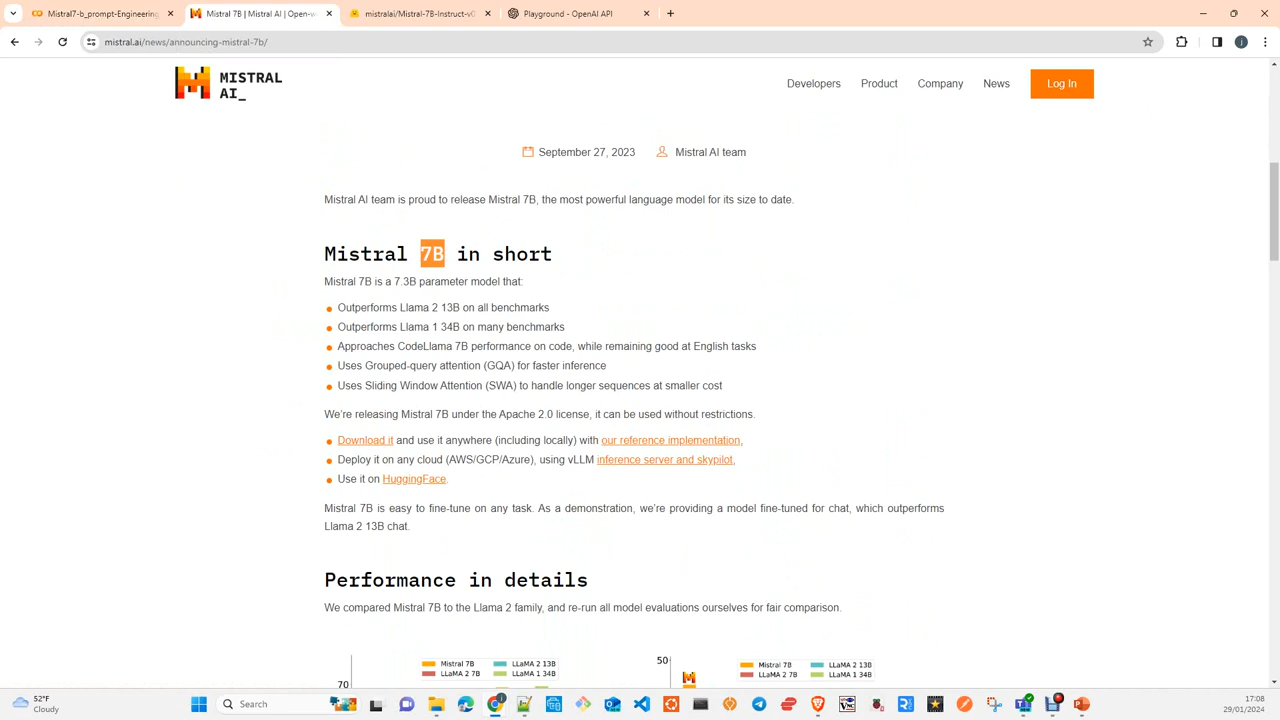 Mistral7-b_prompt-Engineering
Mistral 7B | Mistral AI | Open-w
mistralai/Mistral-7B-Instruct-v0
Playground - OpenAI API
mistral.ai/news/announcing-mistral-7b/
MISTRAL
AI_
Developers
Product
Company
News
Log In
September 27, 2023
Mistral AI team
Mistral AI team is proud to release Mistral 7B, the most powerful language model for its size to date.
Mistral 7B in short
Mistral 7B is a 7.3B parameter model that:
Outperforms Llama 2 13B on all benchmarks
Outperforms Llama 1 34B on many benchmarks
Approaches CodeLlama 7B performance on code, while remaining good at English tasks
Uses Grouped-query attention (GQA) for faster inference
Uses Sliding Window Attention (SWA) to handle longer sequences at smaller cost
We’re releasing Mistral 7B under the Apache 2.0 license, it can be used without restrictions.
Download it and use it anywhere (including locally) with our reference implementation,
Deploy it on any cloud (AWS/GCP/Azure), using vLLM inference server and skypilot,
Use it on HuggingFace.
Mistral 7B is easy to fine-tune on any task. As a demonstration, we’re providing a model fine-tuned for chat, which outperforms
Llama 2 13B chat.
Performance in details
We compared Mistral 7B to the Llama 2 family, and re-run all model evaluations ourselves for fair comparison.
Mistral 7B LLaMA 2 13B
LLaMA 2 7B LLaMA 1 34B
70
50
Mistral 7B LLaMA 2 13B
LLaMA 2 7B LLaMA 1 34B
52°F
Cloudy
Search
17:08
29/01/2024